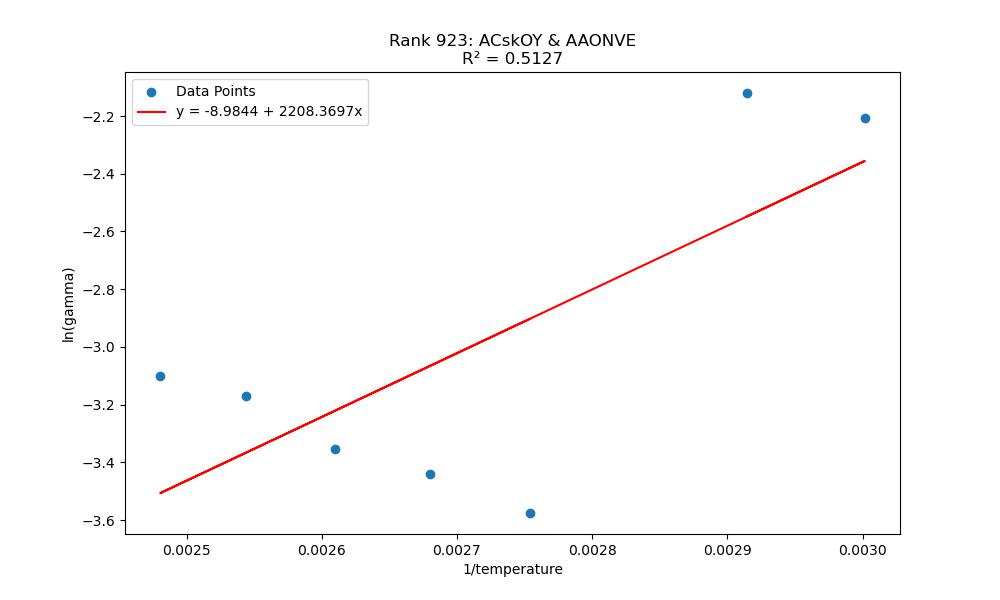 Rank 923: ACskOY & AAONVE
R² = 0.5127
Data Points
y = -8.9844 + 2208.3697x
ln(gamma)
−2.2
−2.4
−2.6
−2.8
−3.0
−3.2
−3.4
−3.6
0.0025
0.0026
0.0027
0.0028
0.0029
0.0030
1/temperature